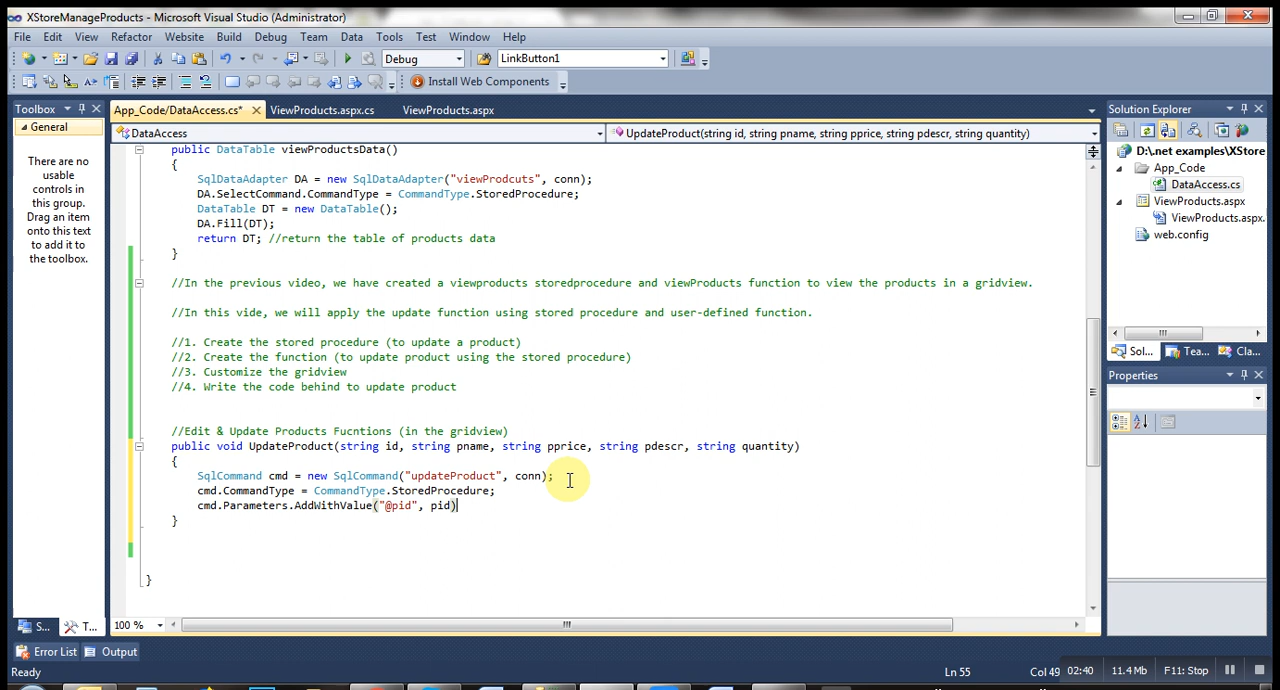 XStoreManageProducts - Microsoft Visual Studio (Administrator)
File Edit View Refactor Website Build Debug Team Data Tools Test Window Help
Debug LinkButton1
Install Web Components
Toolbox App_Code/DataAccess.cs* ViewProducts.aspx.cs ViewProducts.aspx Solution Explorer
General
DataAccess UpdateProduct(string id, string pname, string pprice, string pdescr, string quantity)
There are no
usable
controls in
this group.
Drag an item
onto this text
to add it to
the toolbox.
public DataTable viewProductsData()
{
SqlDataAdapter DA = new SqlDataAdapter("viewProdcuts", conn);
DA.SelectCommand.CommandType = CommandType.StoredProcedure;
DataTable DT = new DataTable();
DA.Fill(DT);
return DT; //return the table of products data
}
//In the previous video, we have created a viewproducts storedprocedure and viewProducts function to view the products in a gridview.
//In this vide, we will apply the update function using stored procedure and user-defined function.
//1. Create the stored procedure (to update a product)
//2. Create the function (to update product using the stored procedure)
//3. Customize the gridview
//4. Write the code behind to update product
//Edit & Update Products Fucntions (in the gridview)
public void UpdateProduct(string id, string pname, string pprice, string pdescr, string quantity)
{
SqlCommand cmd = new SqlCommand("updateProduct", conn);
cmd.CommandType = CommandType.StoredProcedure;
cmd.Parameters.AddWithValue("@pid", pid)
}
}
D:\.net examples\XStore
App_Code
DataAccess.cs
ViewProducts.aspx
ViewProducts.aspx.
web.config
Sol... Tea... Cla...
Properties
100 %
S... T...
Error List Output
Ready Ln 55 Col 49 02:40 11.4 Mb F11: Stop